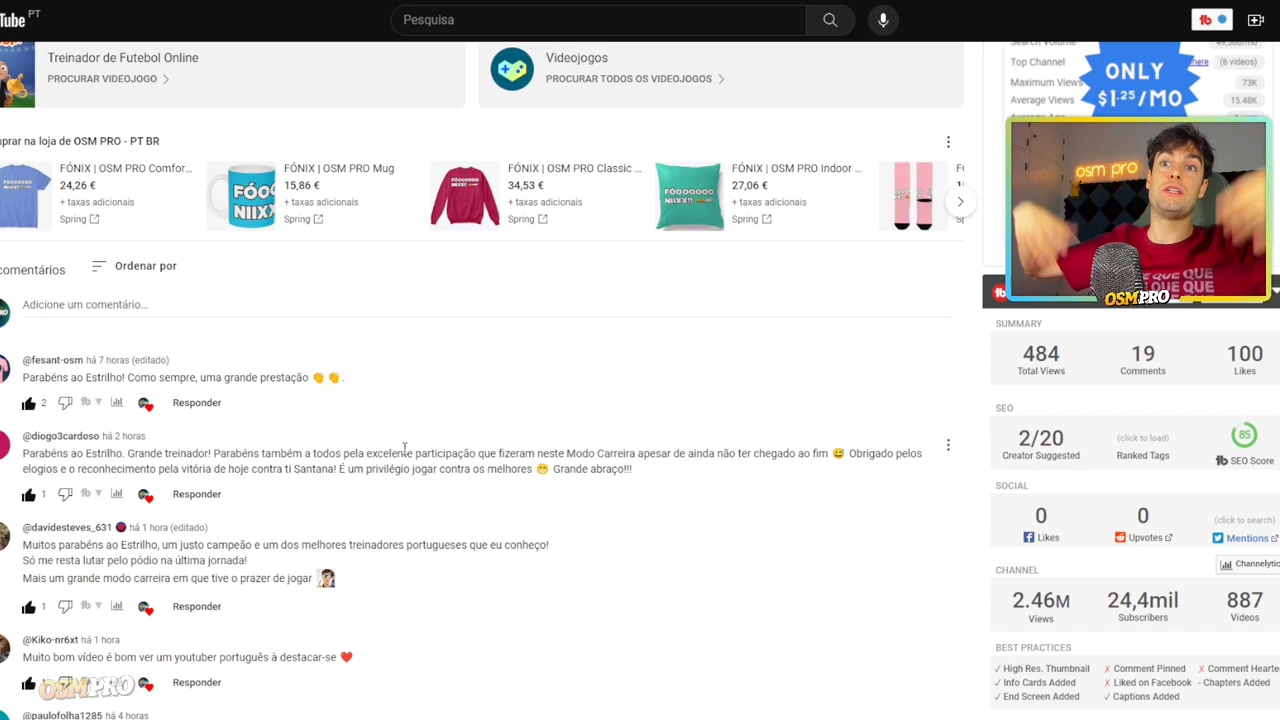 Tube PT
Pesquisa
Treinador de Futebol Online
PROCURAR VIDEOJOGO
Videojogos
PROCURAR TODOS OS VIDEOJOGOS
Top Channel
here
(6 videos)
Maximum Views
73K
Average Views
15.48K
ONLY
$1.25/MO
osm pro
QUE QUE QUE
OSMPRO
mprar na loja de OSM PRO - PT BR
FÓNIX | OSM PRO Comfor...
24,26 €
+ taxas adicionais
Spring
FÓNIX | OSM PRO Mug
15,86 €
+ taxas adicionais
Spring
FÓNIX | OSM PRO Classic ...
34,53 €
+ taxas adicionais
Spring
FÓNIX | OSM PRO Indoor ...
27,06 €
+ taxas adicionais
Spring
comentários
Ordenar por
Adicione um comentário...
@fesant-osm há 7 horas (editado)
Parabéns ao Estrilho! Como sempre, uma grande prestação 👏 👏 .
2
Responder
@diogo3cardoso há 2 horas
Parabéns ao Estrilho. Grande treinador! Parabéns também a todos pela excelente participação que fizeram neste Modo Carreira apesar de ainda não ter chegado ao fim 😅 Obrigado pelos
elogios e o reconhecimento pela vitória de hoje contra ti Santana! É um privilégio jogar contra os melhores 😁 Grande abraço!!!
1
Responder
@davidesteves_631 há 1 hora (editado)
Muitos parabéns ao Estrilho, um justo campeão e um dos melhores treinadores portugueses que eu conheço!
Só me resta lutar pelo pódio na última jornada!
Mais um grande modo carreira em que tive o prazer de jogar
1
Responder
@Kiko-nr6xt há 1 hora
Muito bom vídeo é bom ver um youtuber português à destacar-se ❤️
Responder
OSMPRO
@paulofolha1285 há 4 horas
SUMMARY
484
Total Views
19
Comments
100
Likes
SEO
2/20
Creator Suggested
(click to load)
Ranked Tags
85
tb SEO Score
SOCIAL
0
Likes
0
Upvotes
(click to search)
Mentions
CHANNEL
Channelytic
2.46M
Views
24,4mil
Subscribers
887
Videos
BEST PRACTICES
✓ High Res. Thumbnail
✗ Comment Pinned
✗ Comment Hearte
✓ Info Cards Added
✗ Liked on Facebook
- Chapters Added
✓ End Screen Added
✓ Captions Added